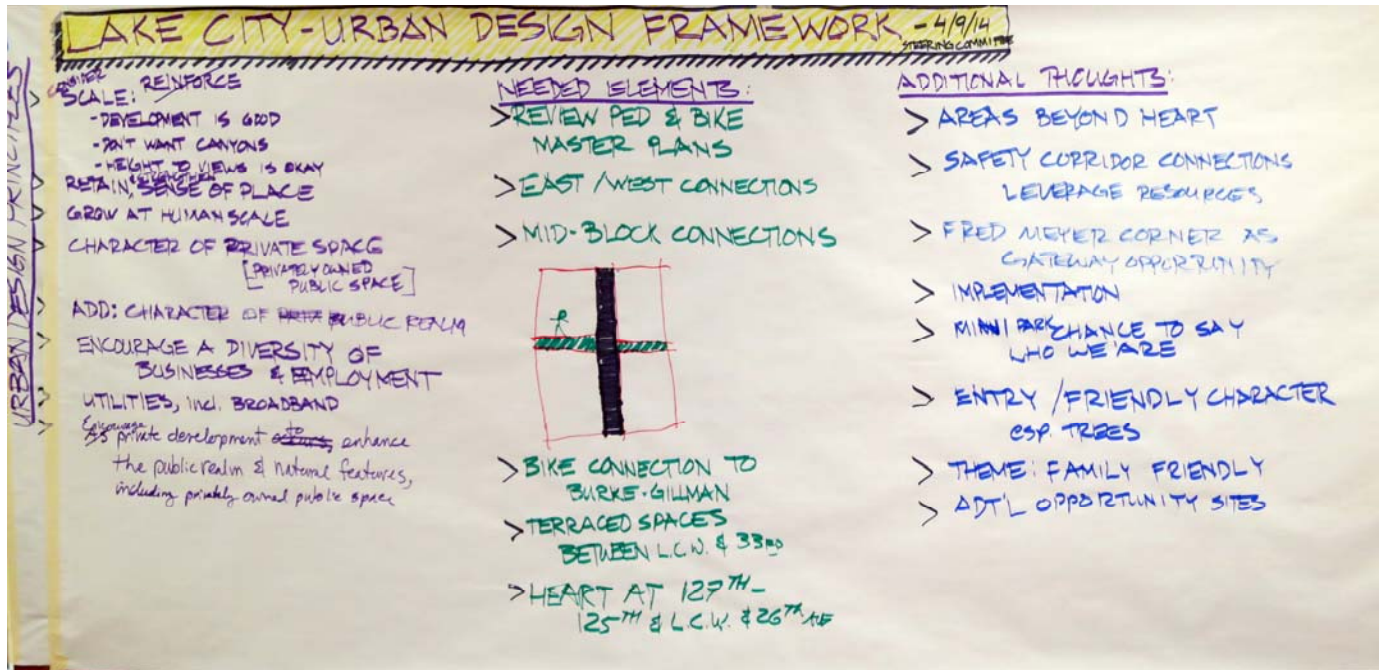 LAKE CITY-URBAN DESIGN FRAMEWORK - 4/9/14
STEERING COMMITTEE
URBAN DESIGN PRINCIPLES
CONSIDER
SCALE: REINFORCE
- DEVELOPMENT IS GOOD
- DON'T WANT CANYONS
- HEIGHT TO VIEWS IS OKAY
STRENGTHEN
RETAIN, SENSE OF PLACE
GROW AT HUMAN SCALE
CHARACTER OF PRIVATE SPACE
[PRIVATELY OWNED
PUBLIC SPACE]
ADD: CHARACTER OF PUBLIC REALM
ENCOURAGE A DIVERSITY OF
BUSINESSES & EMPLOYMENT
UTILITIES, incl. BROADBAND
Encourage
As private development to enhance
the public realm & natural features,
including privately owned public space
NEEDED ELEMENTS:
> REVIEW PED & BIKE
MASTER PLANS
> EAST/WEST CONNECTIONS
> MID-BLOCK CONNECTIONS
> BIKE CONNECTION TO
BURKE-GILLMAN
> TERRACED SPACES
BETWEEN L.C.W. & 33RD
> HEART AT 127TH -
125TH & L.C.W. & 26TH AVE
ADDITIONAL THOUGHTS:
> AREAS BEYOND HEART
> SAFETY CORRIDOR CONNECTIONS
LEVERAGE RESOURCES
> FRED MEYER CORNER AS
GATEWAY OPPORTUNITY
> IMPLEMENTATION
> MINI PARK CHANCE TO SAY
WHO WE ARE
> ENTRY/FRIENDLY CHARACTER
esp. TREES
> THEME: FAMILY FRIENDLY
> ADT'L OPPORTUNITY SITES